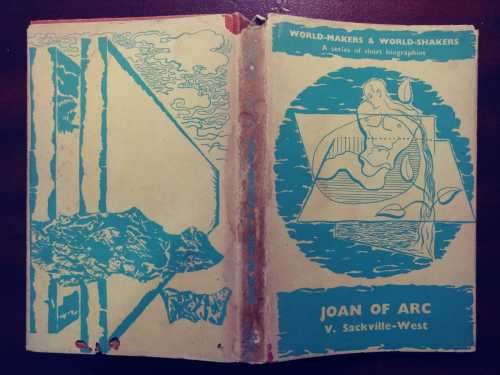 WORLD-MAKERS & WORLD-SHAKERS
A series of short biographies
JOAN OF ARC
V. Sackville-West